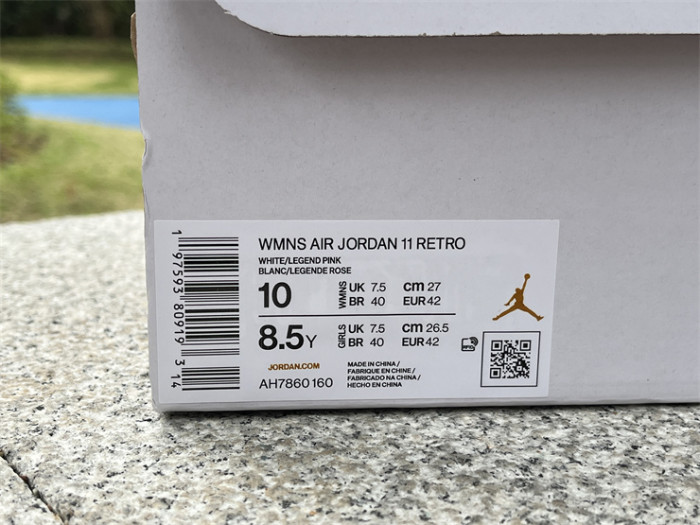 WMNS AIR JORDAN 11 RETRO
WHITE/LEGEND PINK
BLANC/LEGENDE ROSE
10 WMNS UK 7.5 cm 27
BR 40 EUR 42
8.5Y GIRLS UK 7.5 cm 26.5
BR 40 EUR 42
JORDAN.COM
AH7860 160
MADE IN CHINA /
FABRIQUE EN CHINE /
FABRICADO NA CHINA /
HECHO EN CHINA
1 97593 80919 3 14